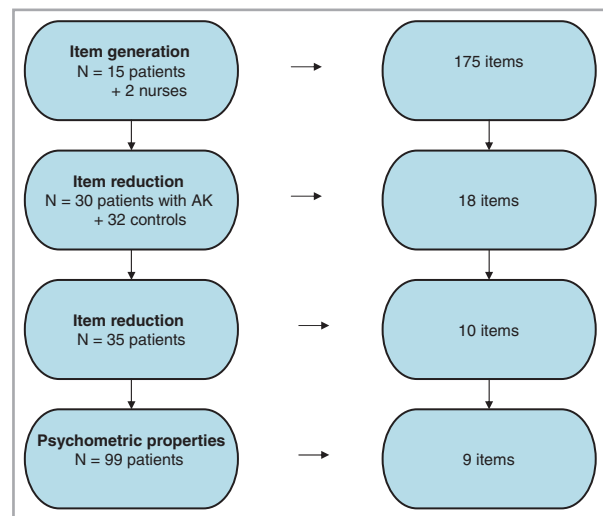 Item generation
N = 15 patients
+ 2 nurses
175 items
Item reduction
N = 30 patients with AK
+ 32 controls
18 items
Item reduction
N = 35 patients
10 items
Psychometric properties
N = 99 patients
9 items